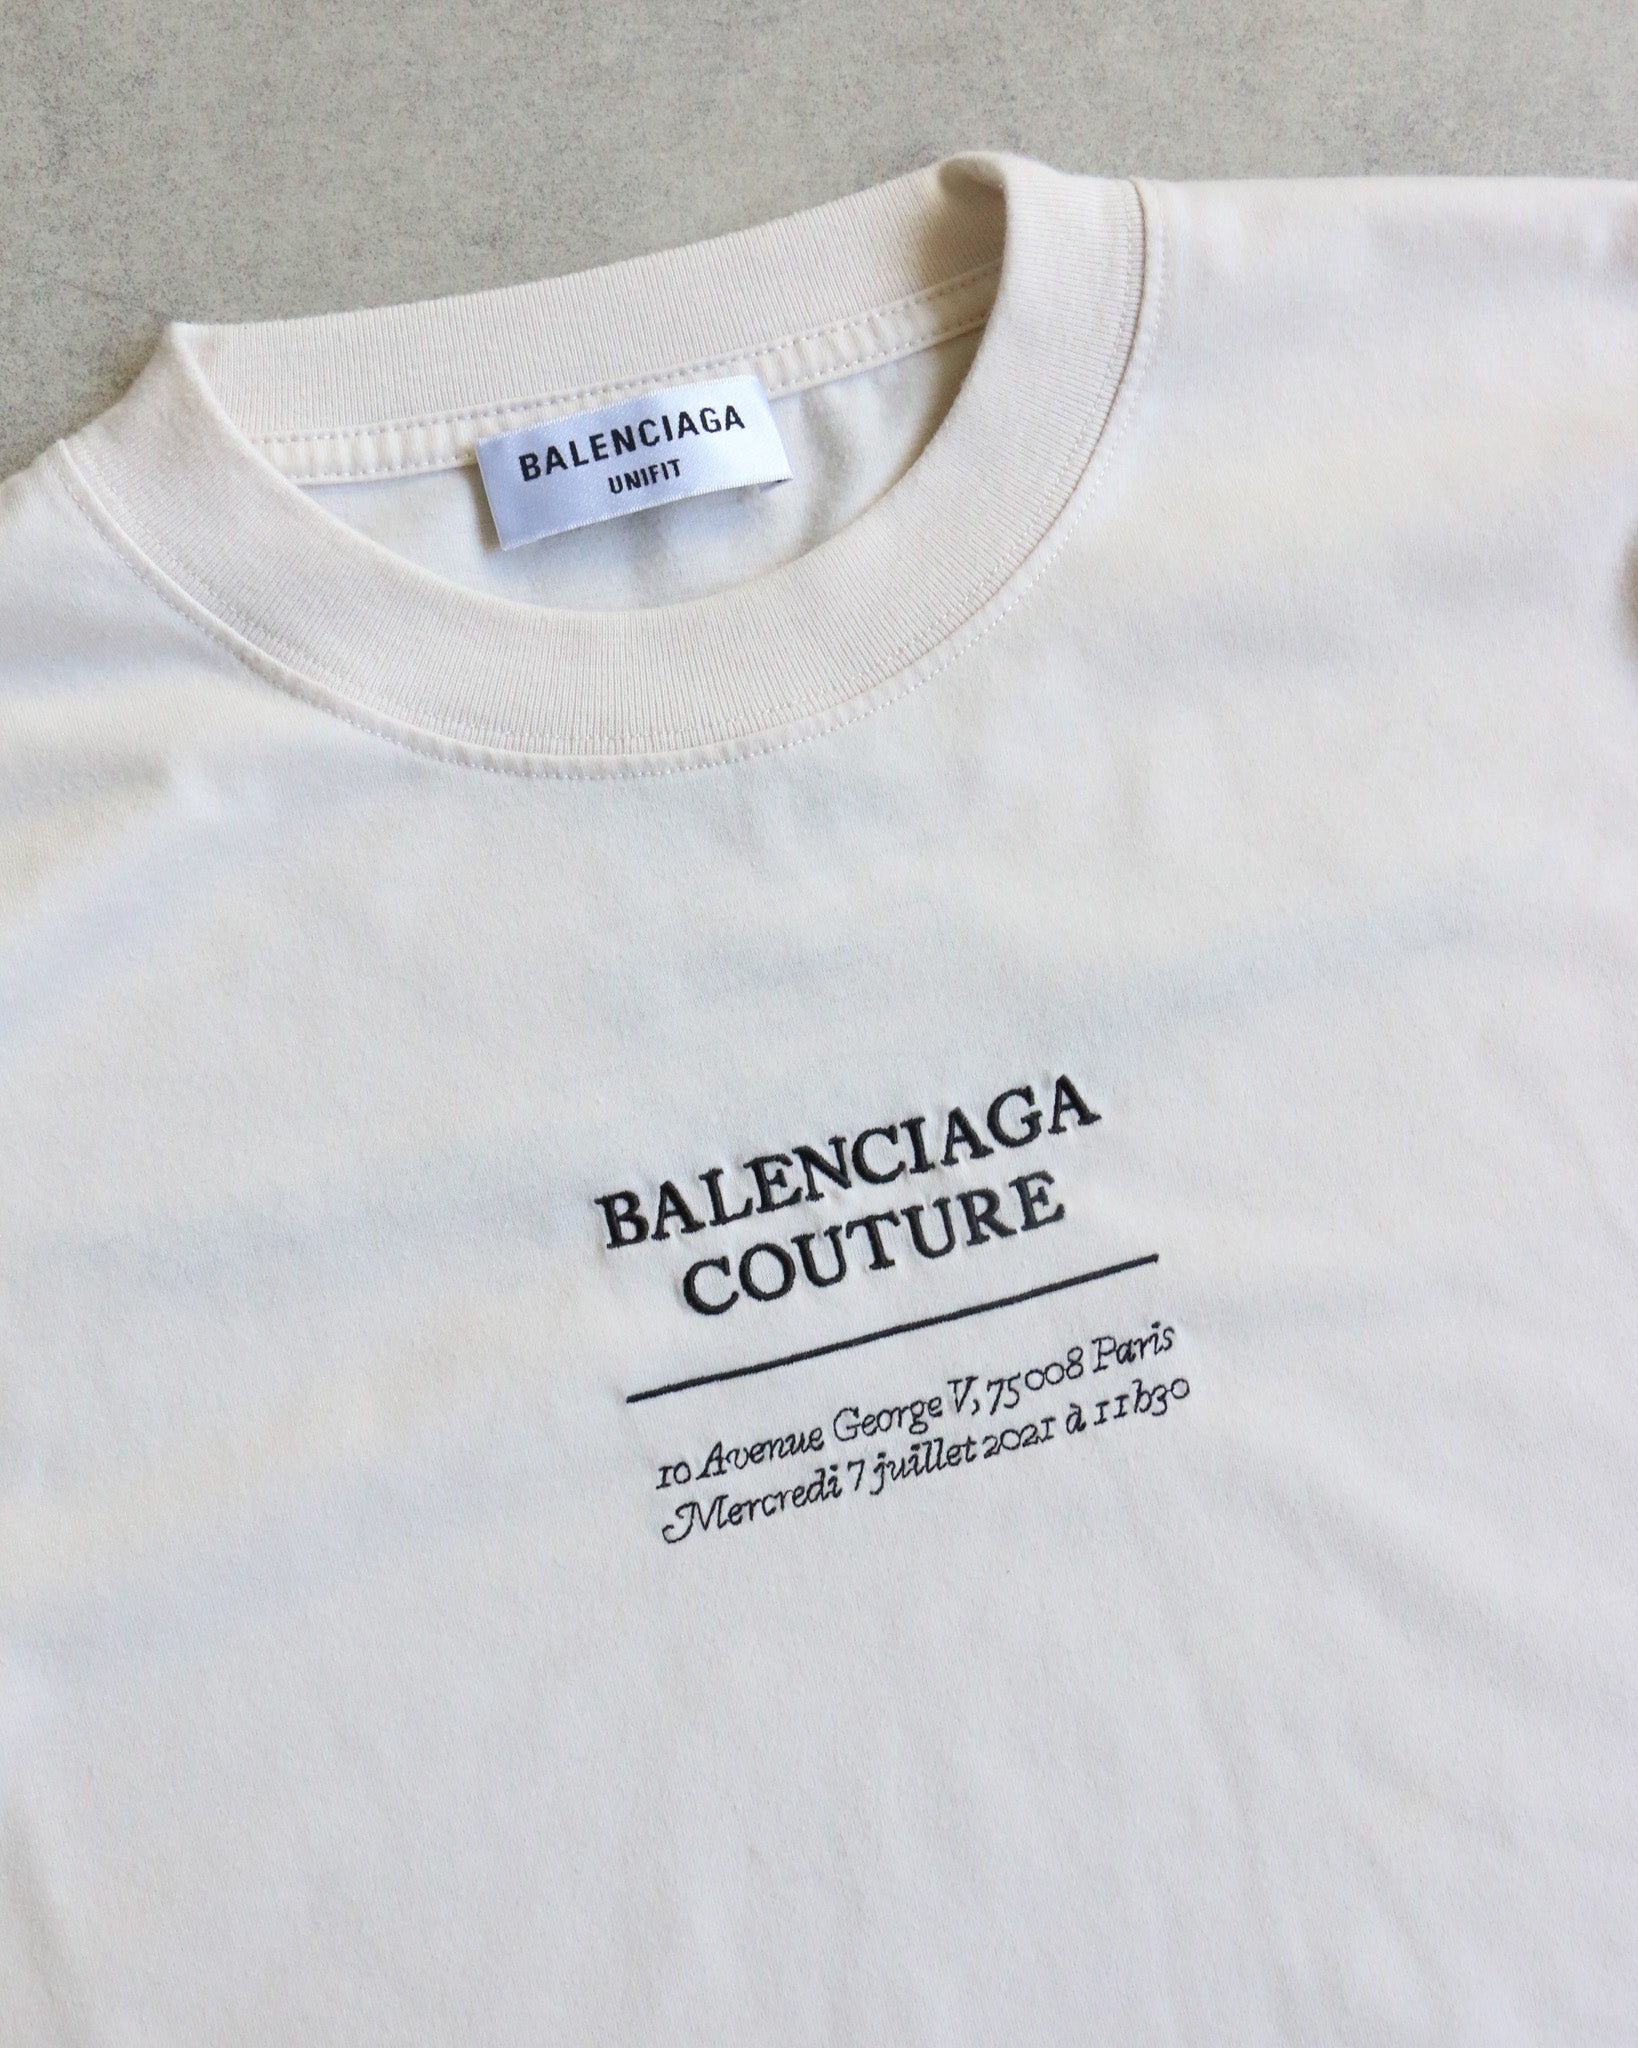 BALENCIAGA
UNIFIT
BALENCIAGA
COUTURE
10 Avenue George V, 75008 Paris
Mercredi 7 juillet 2021 à 11h30